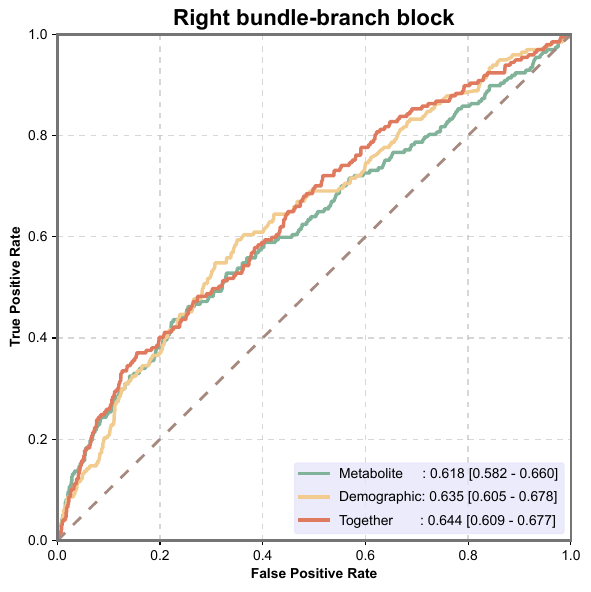 Right bundle-branch block
True Positive Rate
1.0
0.8
0.6
0.4
0.2
0.0
Metabolite : 0.618 [0.582 - 0.660]
Demographic: 0.635 [0.605 - 0.678]
Together : 0.644 [0.609 - 0.677]
0.0 0.2 0.4 0.6 0.8 1.0
False Positive Rate